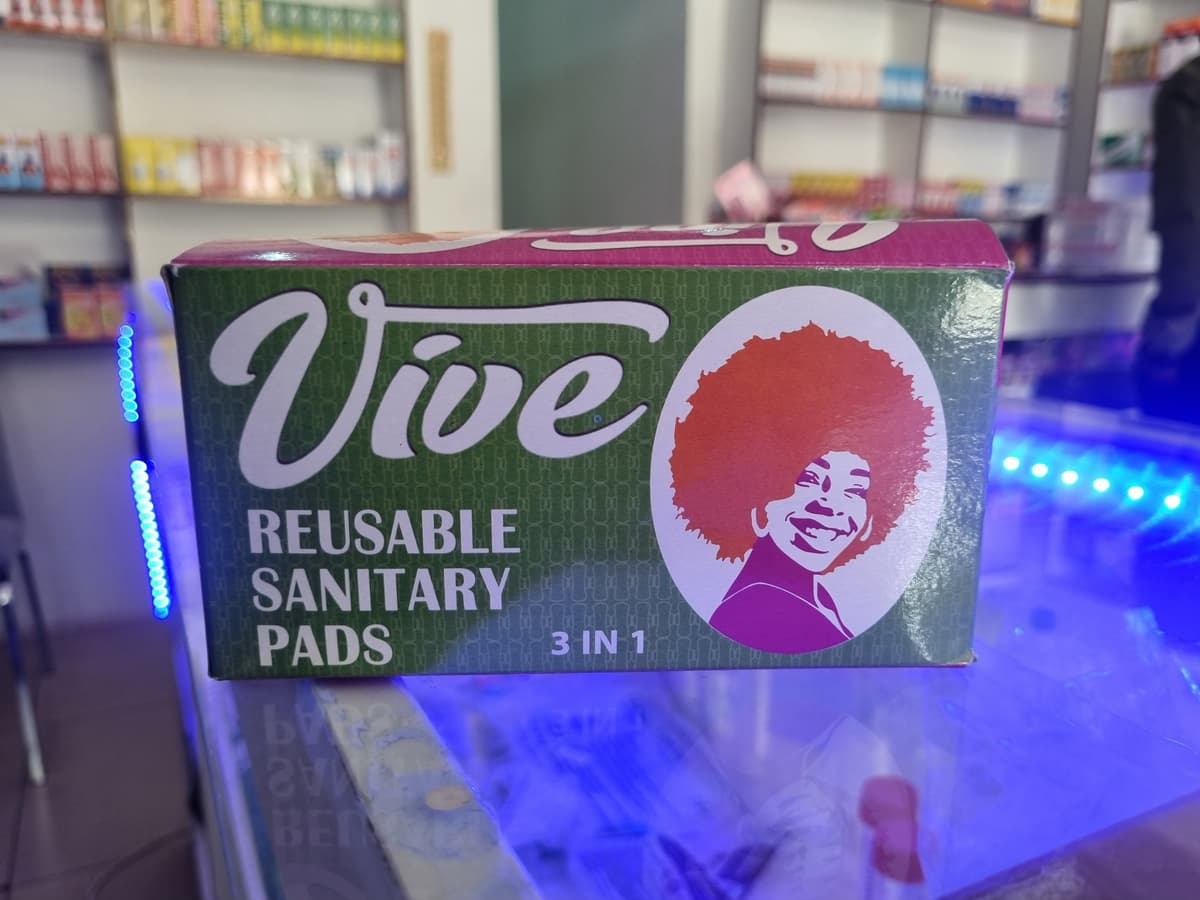 Vive
REUSABLE
SANITARY
PADS
3 IN 1